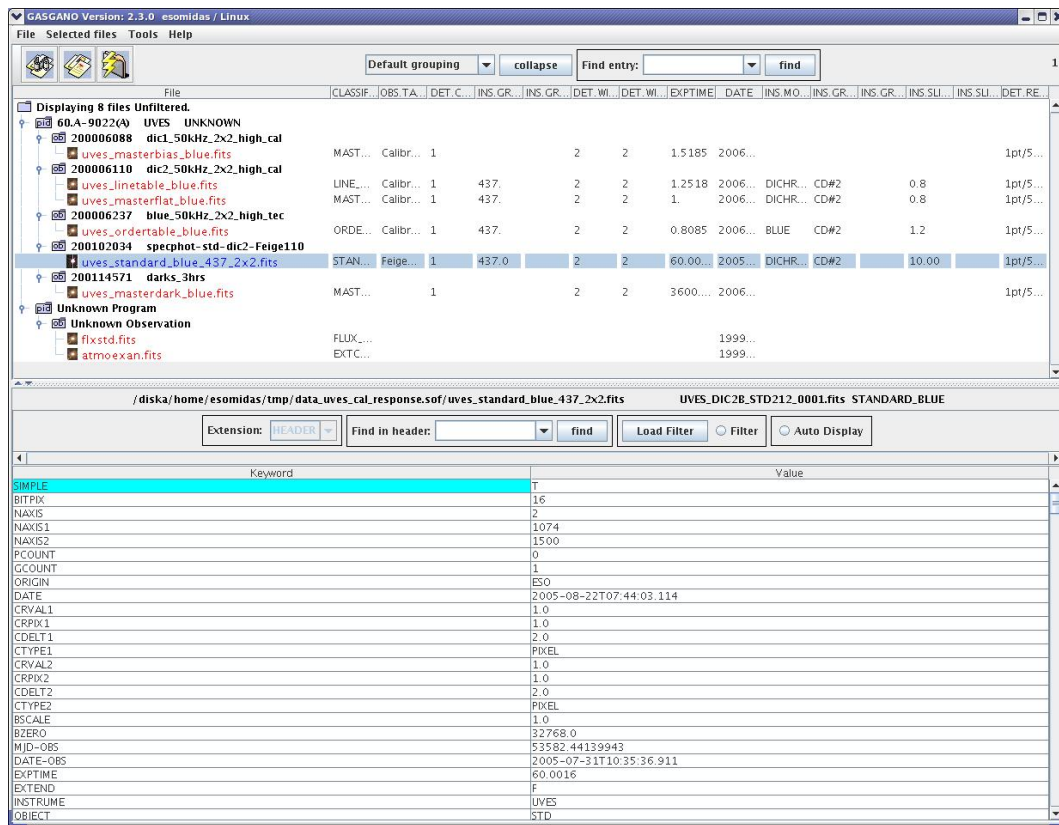 GASGANO Version: 2.3.0 esomidas / Linux
File Selected files Tools Help
Default grouping collapse Find entry: find 1
File CLASSIF... OBS.TA... DET.C... INS.GR... INS.GR... DET.WI... DET.WI... EXPTIME DATE INS.MO... INS.GR... INS.GR... INS.SLI... INS.SLI... DET.RE...
Displaying 8 files Unfiltered.
pid 60.A-9022(A) UVES UNKNOWN
ob 200006088 dic1_50kHz_2x2_high_cal
uves_masterbias_blue.fits MAST... Calibr... 1 2 2 1.5185 2006... 1pt/5...
ob 200006110 dic2_50kHz_2x2_high_cal
uves_linetable_blue.fits LINE_... Calibr... 1 437. 2 2 1.2518 2006... DICHR... CD#2 0.8 1pt/5...
uves_masterflat_blue.fits MAST... Calibr... 1 437. 2 2 1. 2006... DICHR... CD#2 0.8 1pt/5...
ob 200006237 blue_50kHz_2x2_high_tec
uves_ordertable_blue.fits ORDE... Calibr... 1 437. 2 2 0.8085 2006... BLUE CD#2 1.2 1pt/5...
ob 200102034 specphot-std-dic2-Feige110
uves_standard_blue_437_2x2.fits STAN... Feige... 1 437.0 2 2 60.00... 2005... DICHR... CD#2 10.00 1pt/5...
ob 200114571 darks_3hrs
uves_masterdark_blue.fits MAST... 1 2 2 3600.... 2006... 1pt/5...
pid Unknown Program
ob Unknown Observation
flxstd.fits FLUX_... 1999...
atmoexan.fits EXTC... 1999...
/diska/home/esomidas/tmp/data_uves_cal_response.sof/uves_standard_blue_437_2x2.fits UVES_DIC2B_STD212_0001.fits STANDARD_BLUE
Extension: HEADER Find in header: find Load Filter Filter Auto Display
Keyword Value
SIMPLE T
BITPIX 16
NAXIS 2
NAXIS1 1074
NAXIS2 1500
PCOUNT 0
GCOUNT 1
ORIGIN ESO
DATE 2005-08-22T07:44:03.114
CRVAL1 1.0
CRPIX1 1.0
CDELT1 2.0
CTYPE1 PIXEL
CRVAL2 1.0
CRPIX2 1.0
CDELT2 2.0
CTYPE2 PIXEL
BSCALE 1.0
BZERO 32768.0
MJD-OBS 53582.44139943
DATE-OBS 2005-07-31T10:35:36.911
EXPTIME 60.0016
EXTEND F
INSTRUME UVES
OBJECT STD